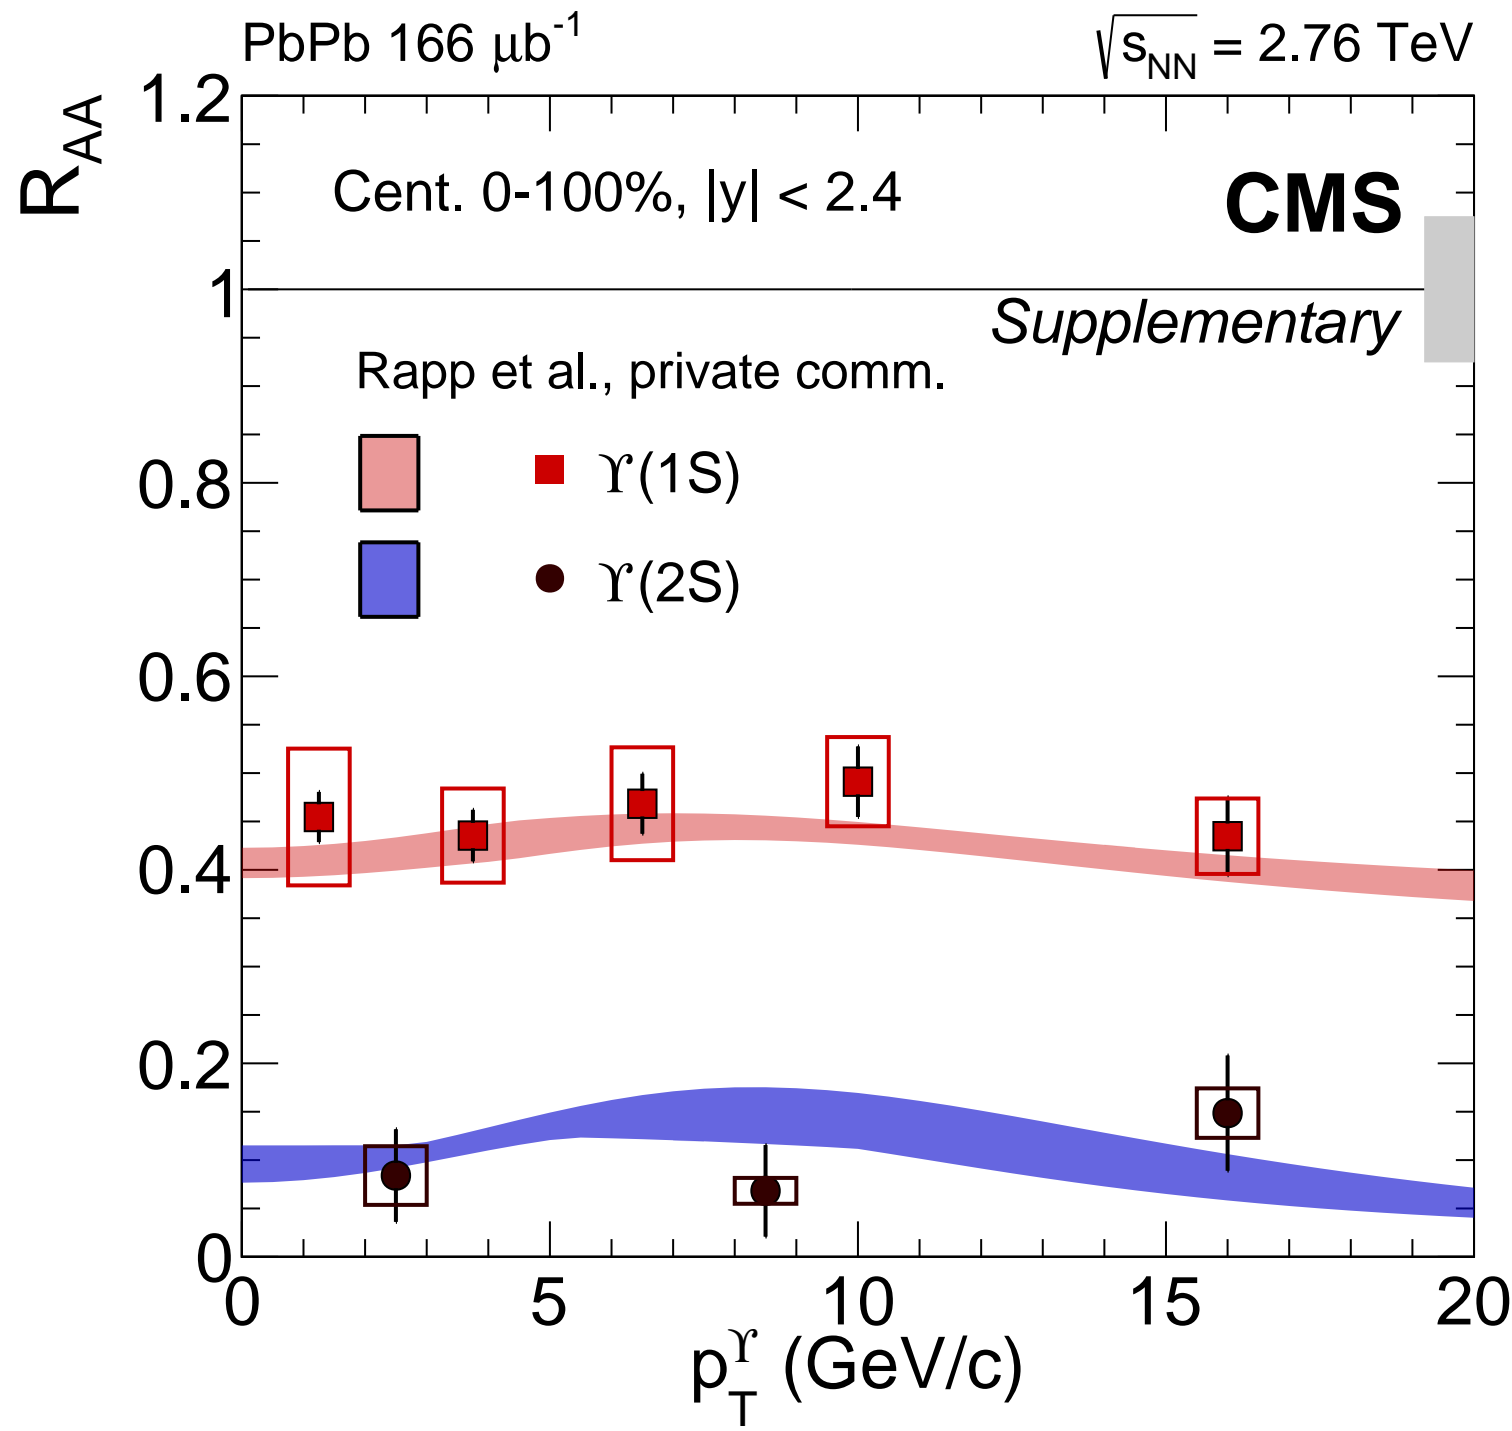 PbPb 166 μb⁻¹ √s_NN = 2.76 TeV
R_AA
1.2
Cent. 0-100%, |y| < 2.4
CMS
1
Supplementary
Rapp et al., private comm.
0.8
ϒ(1S)
ϒ(2S)
0.6
0.4
0.2
0
0 5 10 15 20
p_T^ϒ (GeV/c)